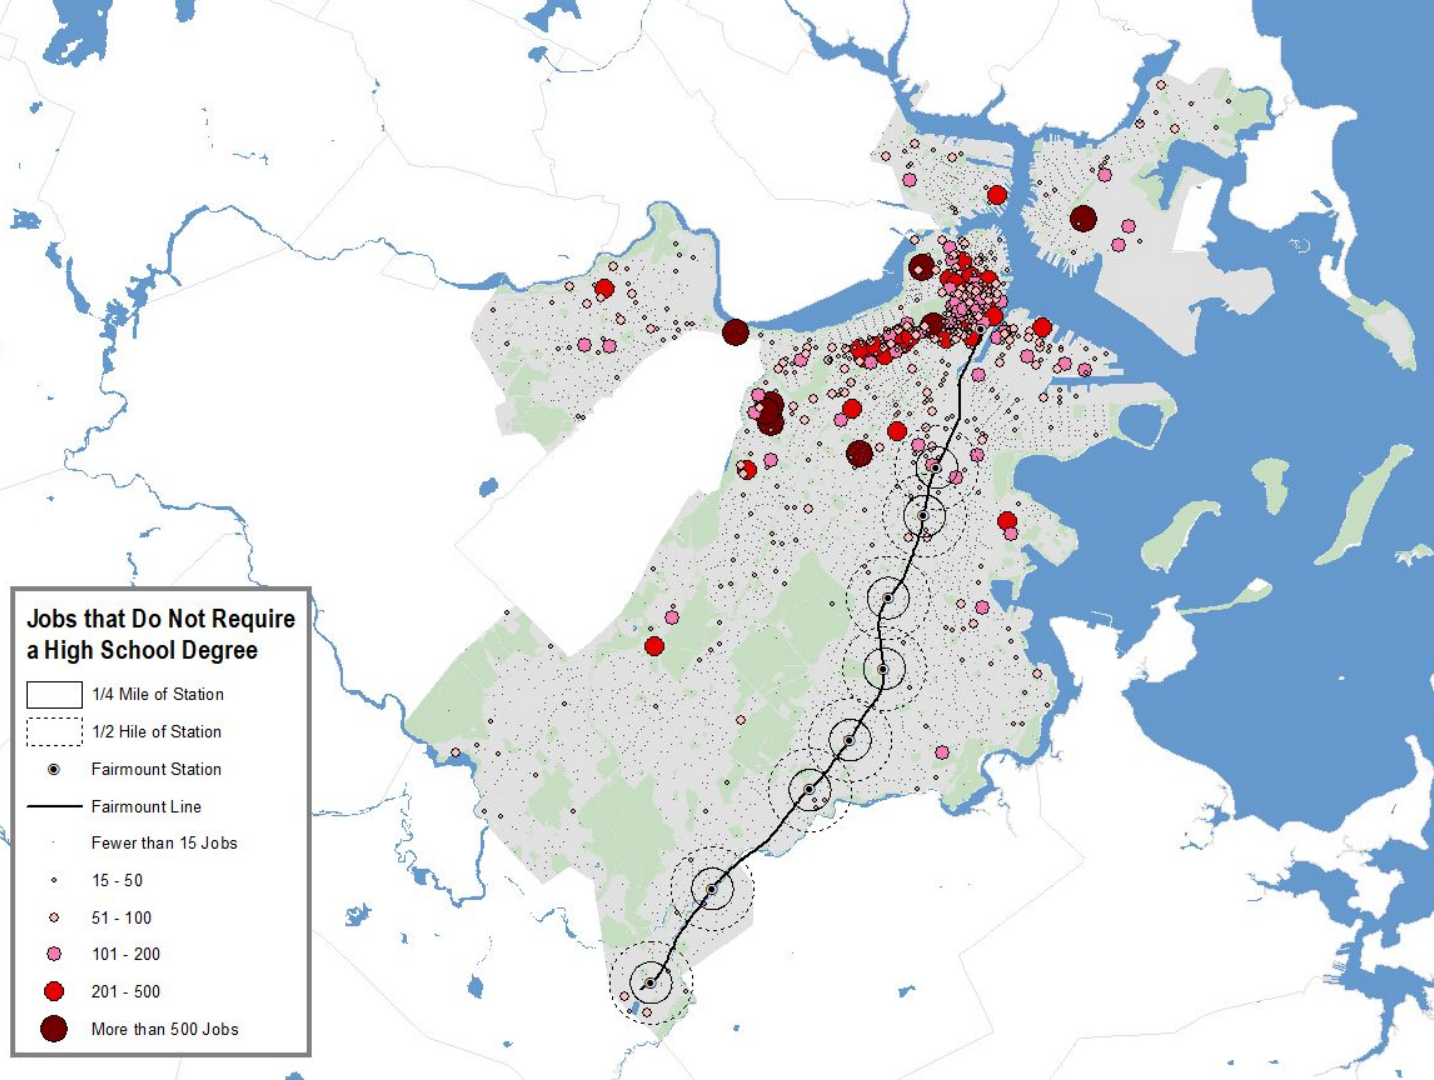 Jobs that Do Not Require
a High School Degree
1/4 Mile of Station
1/2 Hile of Station
Fairmount Station
Fairmount Line
Fewer than 15 Jobs
15 - 50
51 - 100
101 - 200
201 - 500
More than 500 Jobs